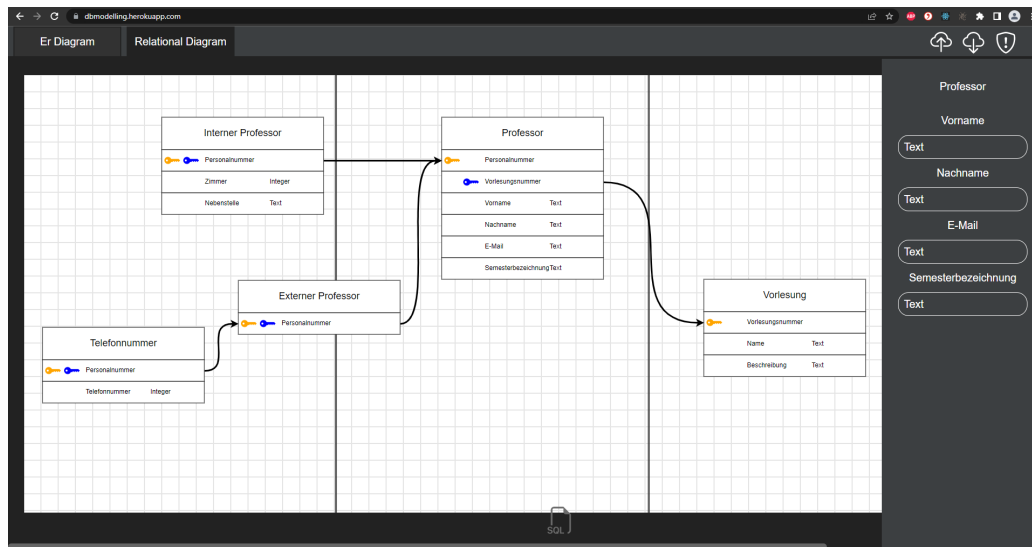 dbmodelling.herokuapp.com
ABP
Er Diagram
Relational Diagram
Interner Professor
Personalnummer
Zimmer Integer
Nebenstelle Text
Professor
Personalnummer
Vorlesungsnummer
Vorname Text
Nachname Text
E-Mail Text
SemesterbezeichnungText
Externer Professor
Personalnummer
Telefonnummer
Personalnummer
Telefonnummer Integer
Vorlesung
Vorlesungsnummer
Name Text
Beschreibung Text
SQL
Professor
Vorname
Text
Nachname
Text
E-Mail
Text
Semesterbezeichnung
Text